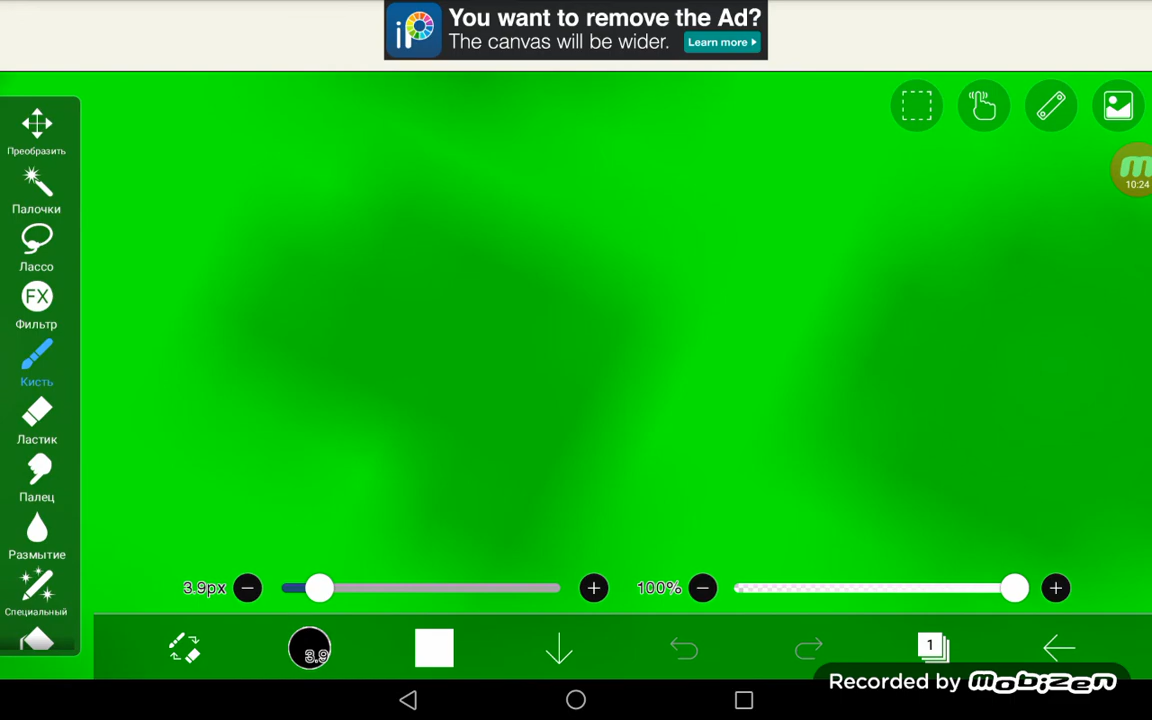 iP
You want to remove the Ad?
The canvas will be wider.
Learn more
Преобразить
10:24
Палочки
Лассо
FX
Фильтр
Кисть
Ластик
Палец
Размытие
Специальный
3.9px
100%
3.9
1
Recorded by mobizen